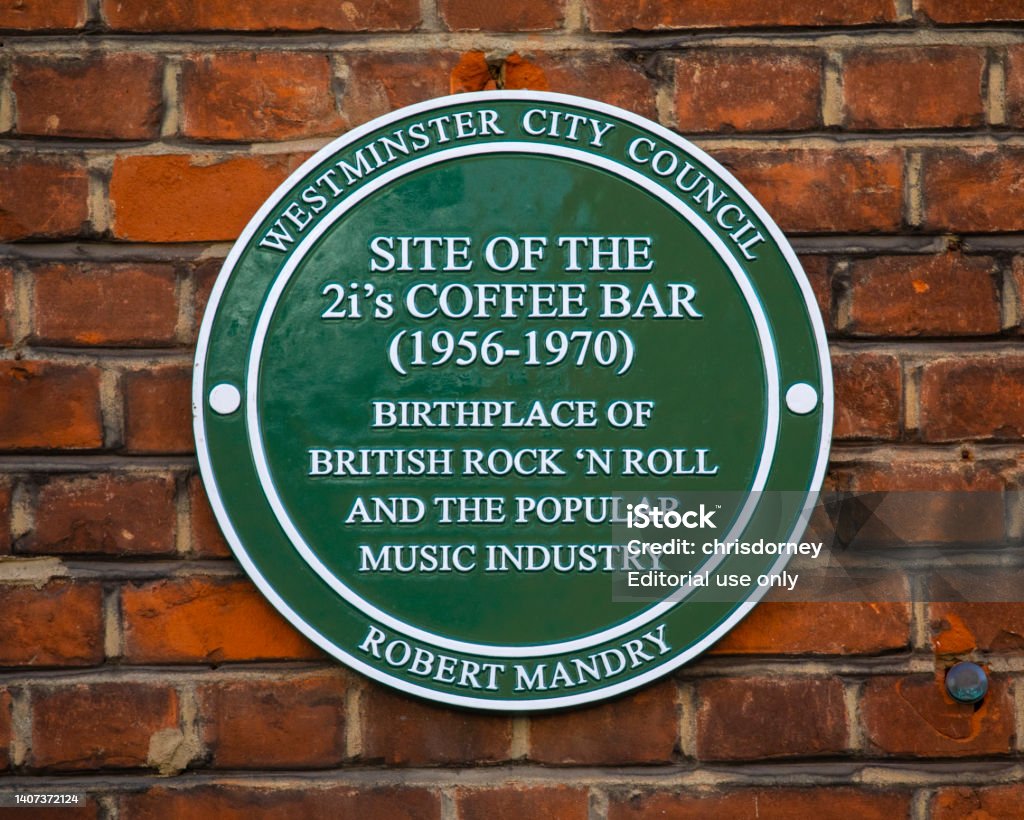 WESTMINSTER CITY COUNCIL
SITE OF THE
2i's COFFEE BAR
(1956-1970)
BIRTHPLACE OF
BRITISH ROCK ‘N ROLL
AND THE POPULAR
MUSIC INDUSTRY
ROBERT MANDRY
iStock™
Credit: chrisdorney
Editorial use only
1407372124